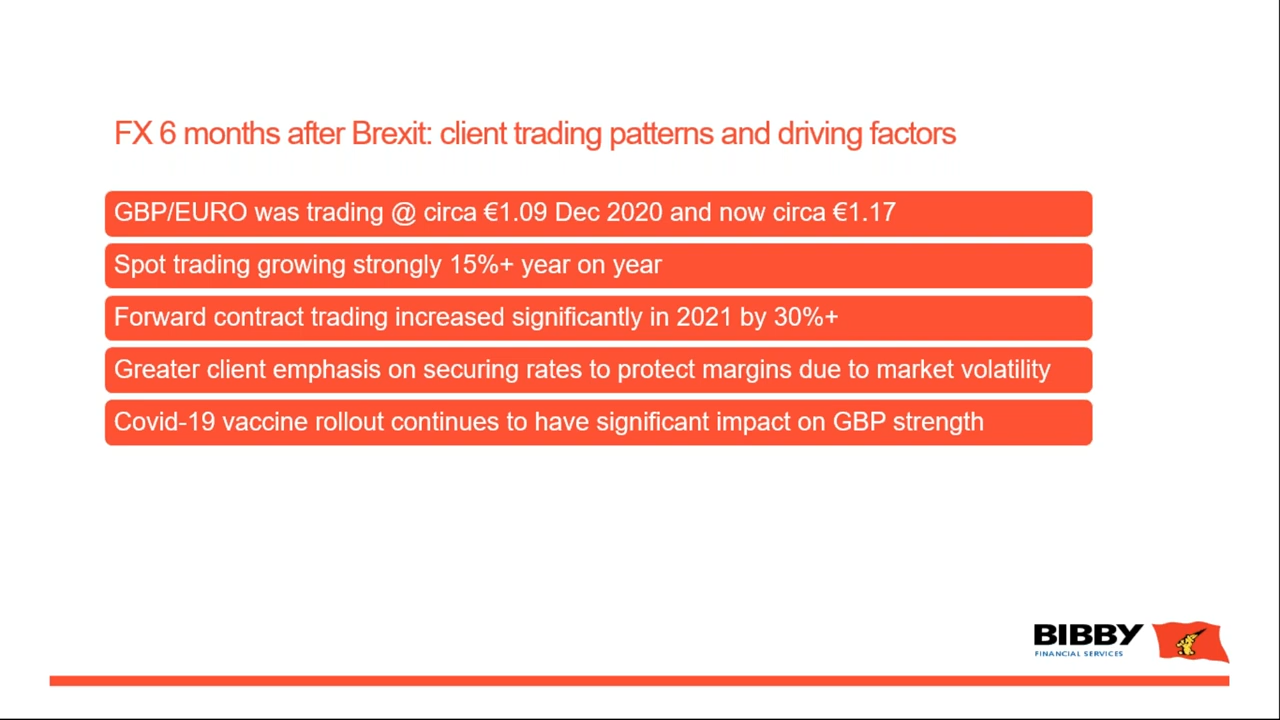 FX 6 months after Brexit: client trading patterns and driving factors
GBP/EURO was trading @ circa €1.09 Dec 2020 and now circa €1.17
Spot trading growing strongly 15%+ year on year
Forward contract trading increased significantly in 2021 by 30%+
Greater client emphasis on securing rates to protect margins due to market volatility
Covid-19 vaccine rollout continues to have significant impact on GBP strength
BIBBY
FINANCIAL SERVICES